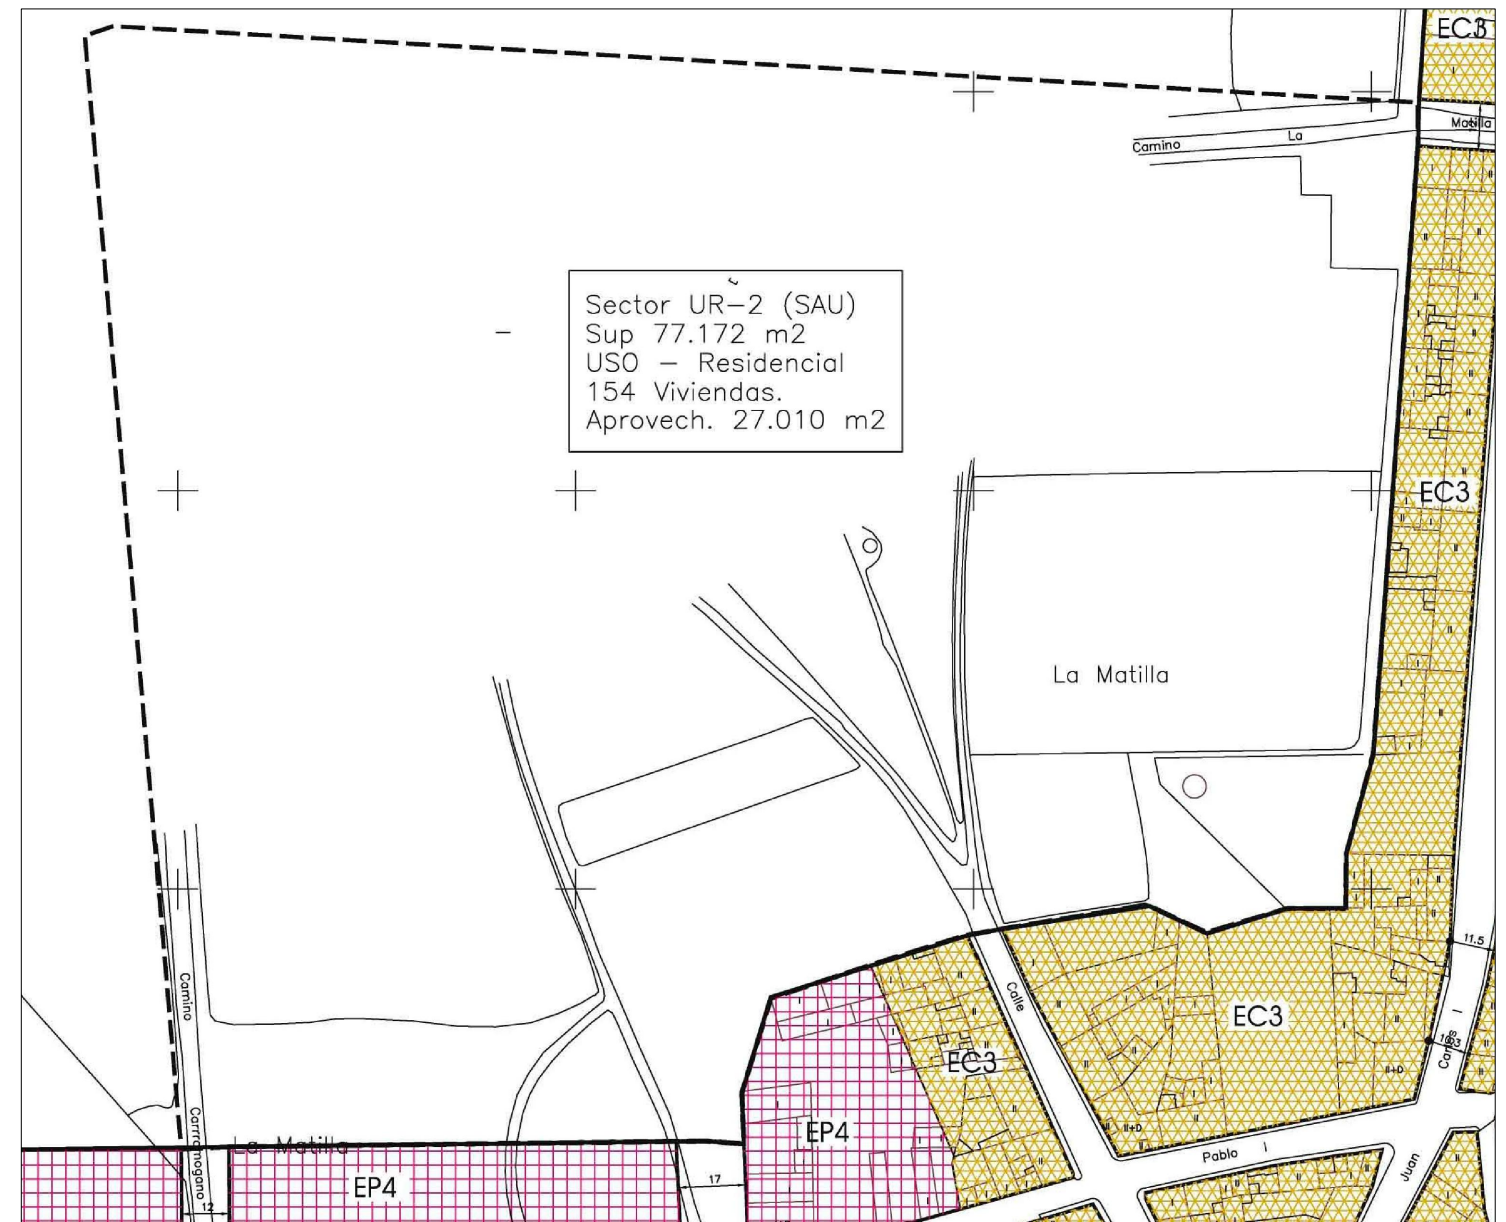 EC3
Camino La Matilla
Sector UR-2 (SAU)
Sup 77.172 m2
USO - Residencial
154 Viviendas.
Aprovech. 27.010 m2
EC3
La Matilla
11.5
Camino
Calle
EC3
EC3
II+D
EP4
II+D
Carramogano
La Matilla
Pablo I
Juan
17
EP4
12